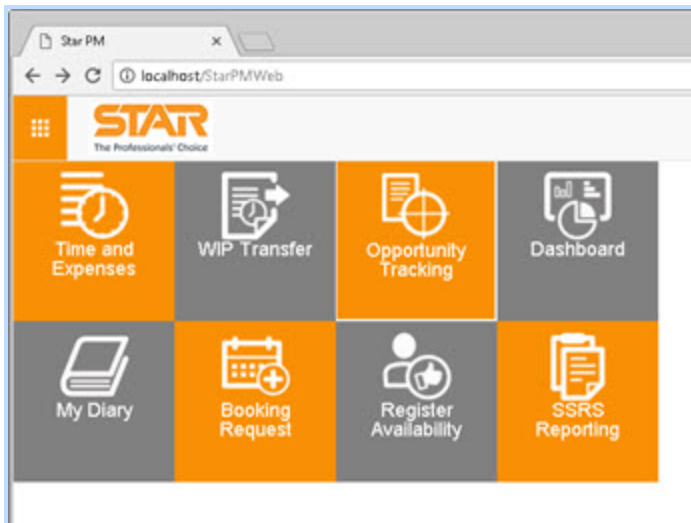 Star PM
localhost/StarPMWeb
STAR
The Professionals' Choice
Time and
Expenses
WIP Transfer
Opportunity
Tracking
Dashboard
My Diary
Booking
Request
Register
Availability
SSRS
Reporting